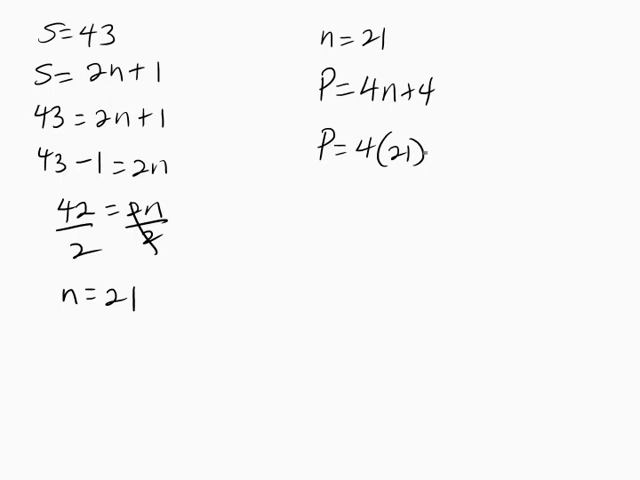 S=43
S= 2n+1
43 = 2n+1
43 -1 = 2n
42/2 = 2n/2
n = 21
n = 21
P = 4n+4
P= 4(21)